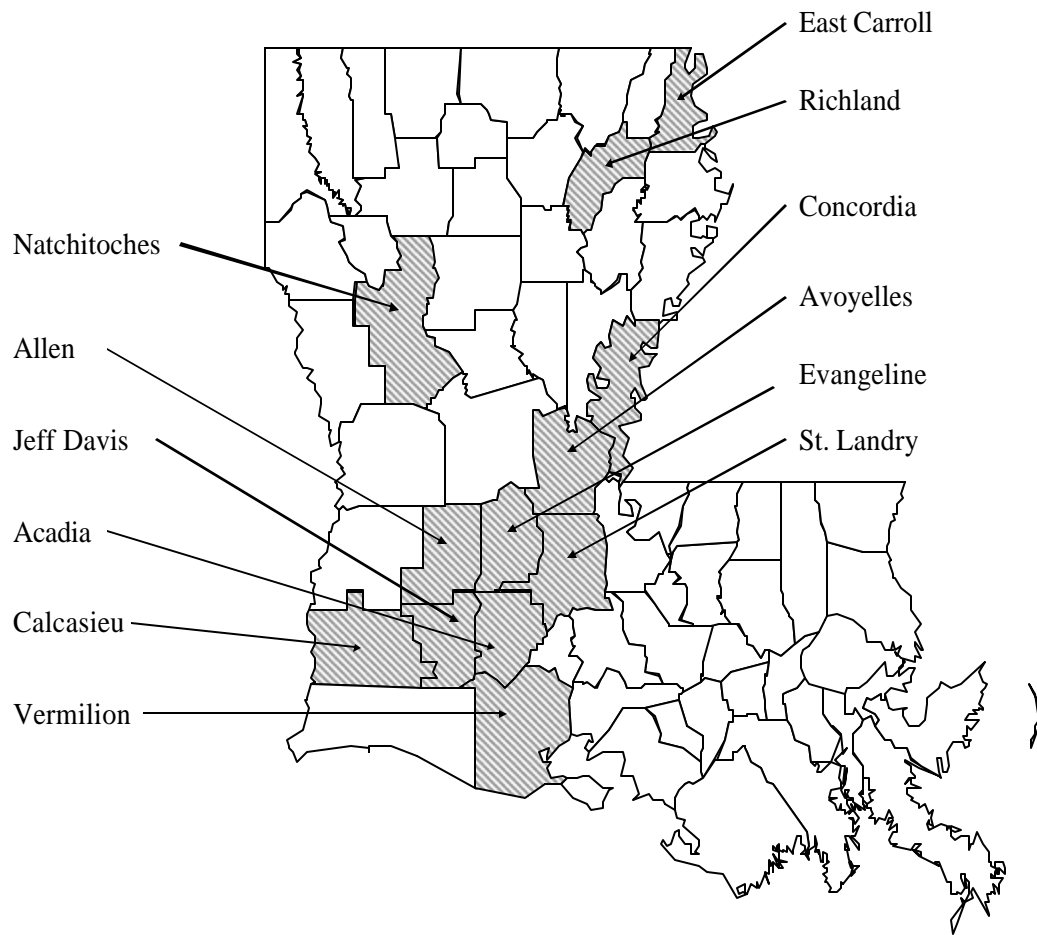 East Carroll
Richland
Concordia
Natchitoches
Avoyelles
Allen
Evangeline
Jeff Davis
St. Landry
Acadia
Calcasieu
Vermilion